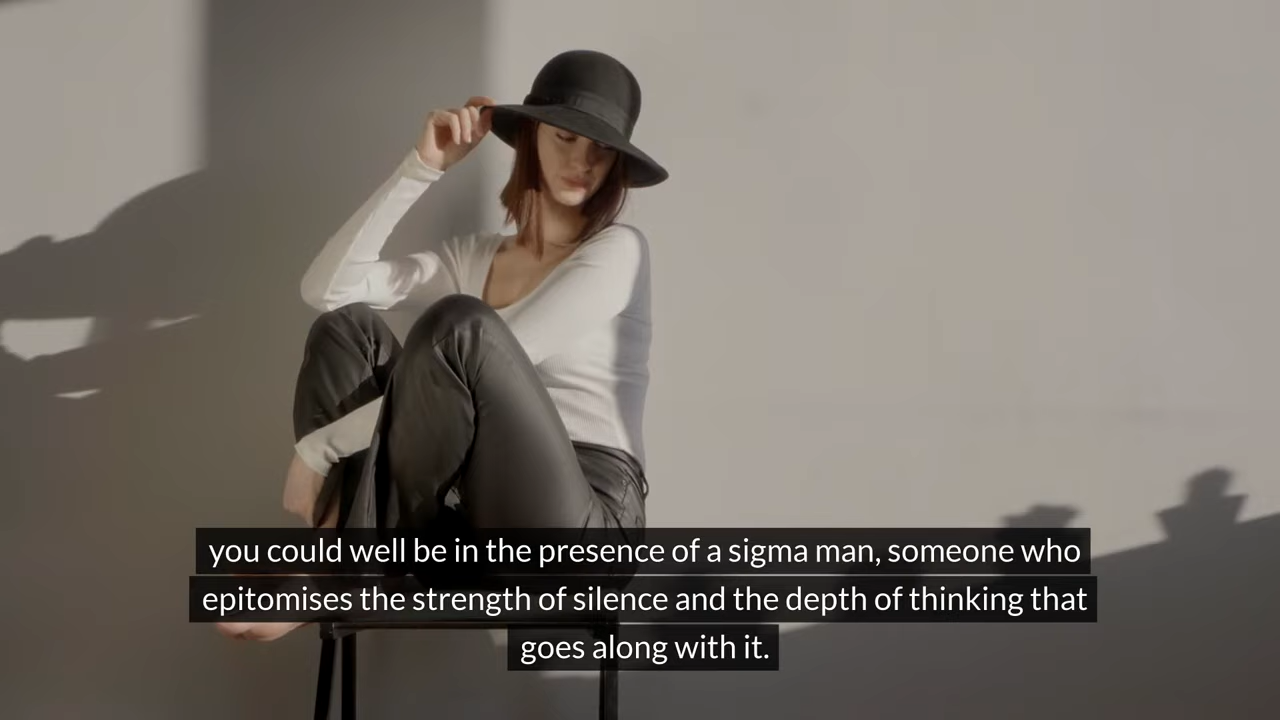 you could well be in the presence of a sigma man, someone who
epitomises the strength of silence and the depth of thinking that
goes along with it.